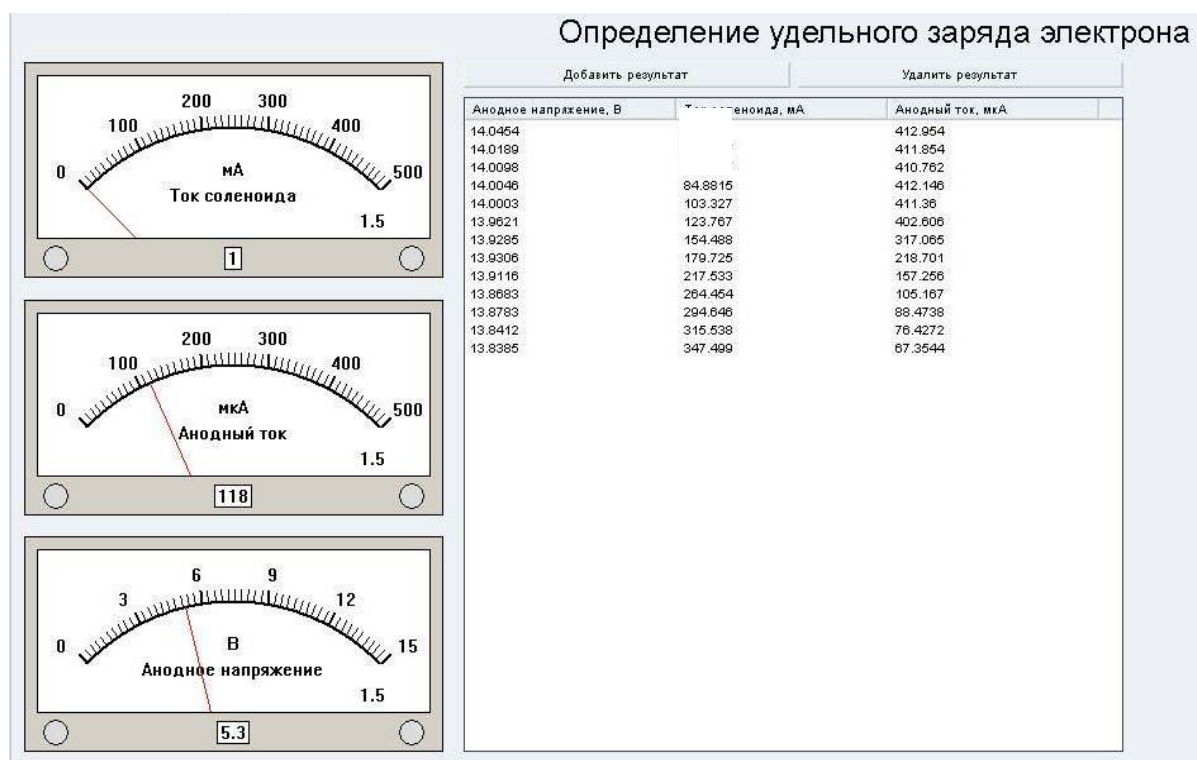 Определение удельного заряда электрона
Добавить результат Удалить результат
0 100 200 300 400 500
мА
Ток соленоида
1.5
1
0 100 200 300 400 500
мкА
Анодный ток
1.5
118
0 3 6 9 12 15
В
Анодное напряжение
1.5
5.3
Анодное напряжение, В мА Анодный ток, мкА
14.0454 412.954
14.0189 411.854
14.0098 410.762
14.0046 84.8815 412.146
14.0003 103.327 411.36
13.9621 123.767 402.606
13.9285 154.488 317.065
13.9306 179.725 218.701
13.9116 217.533 157.256
13.8683 264.454 105.167
13.8783 294.646 88.4738
13.8412 315.538 76.4272
13.8385 347.499 67.3544